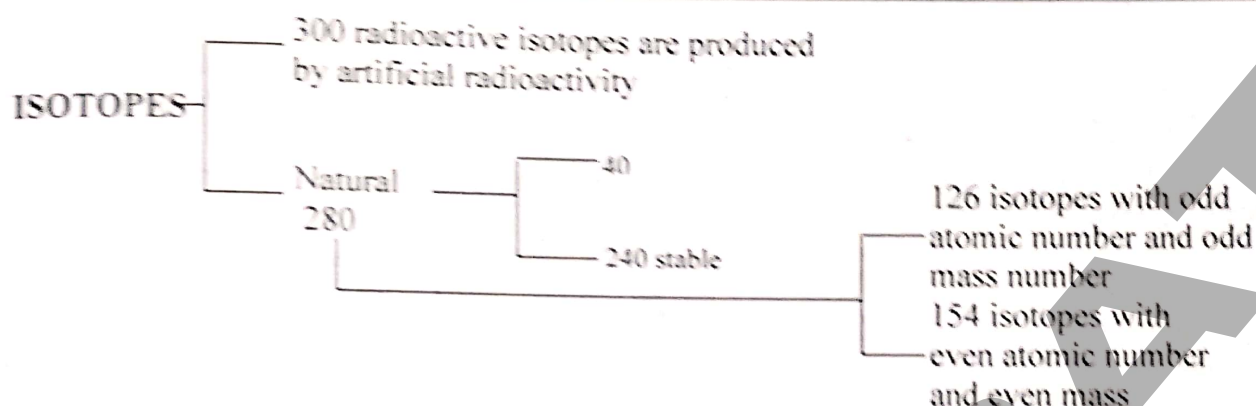 300 radioactive isotopes are produced
by artificial radioactivity
ISOTOPES
Natural
280
40
240 stable
126 isotopes with odd
atomic number and odd
mass number
154 isotopes with
even atomic number
and even mass